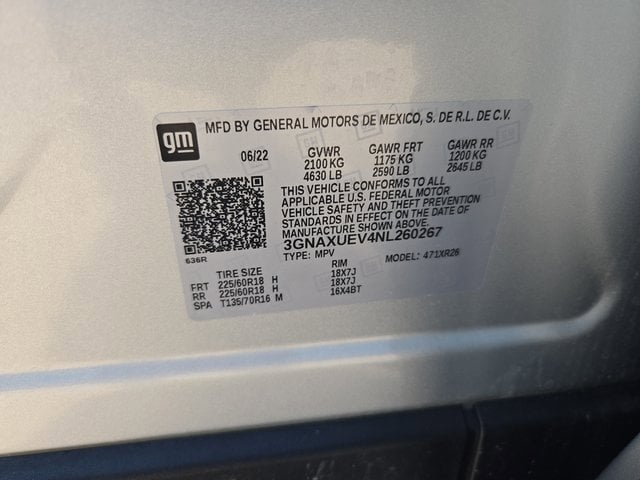 gm MFD BY GENERAL MOTORS DE MEXICO, S. DE R.L. DE C.V.
06/22 GVWR GAWR FRT GAWR RR
2100 KG 1175 KG 1200 KG
4630 LB 2590 LB 2645 LB
THIS VEHICLE CONFORMS TO ALL
APPLICABLE U.S. FEDERAL MOTOR
VEHICLE SAFETY AND THEFT PREVENTION
STANDARDS IN EFFECT ON THE DATE OF
MANUFACTURE SHOWN ABOVE.
3GNAXUEV4NL260267
636R TYPE: MPV MODEL: 471XR26
TIRE SIZE RIM
FRT 225/60R18 H 18X7J
RR 225/60R18 H 18X7J
SPA T135/70R16 M 16X4BT